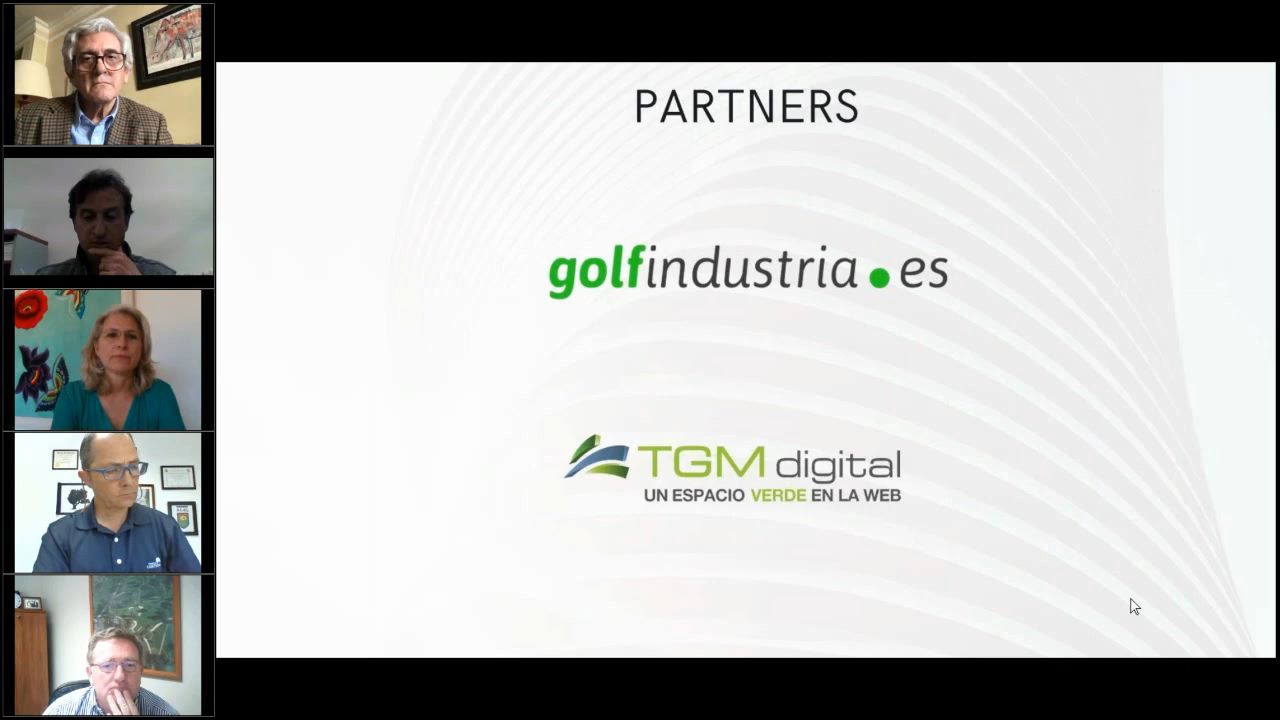 PARTNERS
golfindustria.es
TGM digital
UN ESPACIO VERDE EN LA WEB